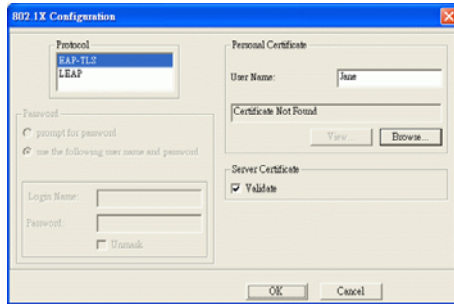 802.1X Configuration
Protocol
EAP-TLS
LEAP
Password
prompt for password
use the following user name and password
Login Name:
Password:
Unmask
Personal Certificate
User Name:
Jane
Certificate Not Found
View...
Browse...
Server Certificate
Validate
OK
Cancel